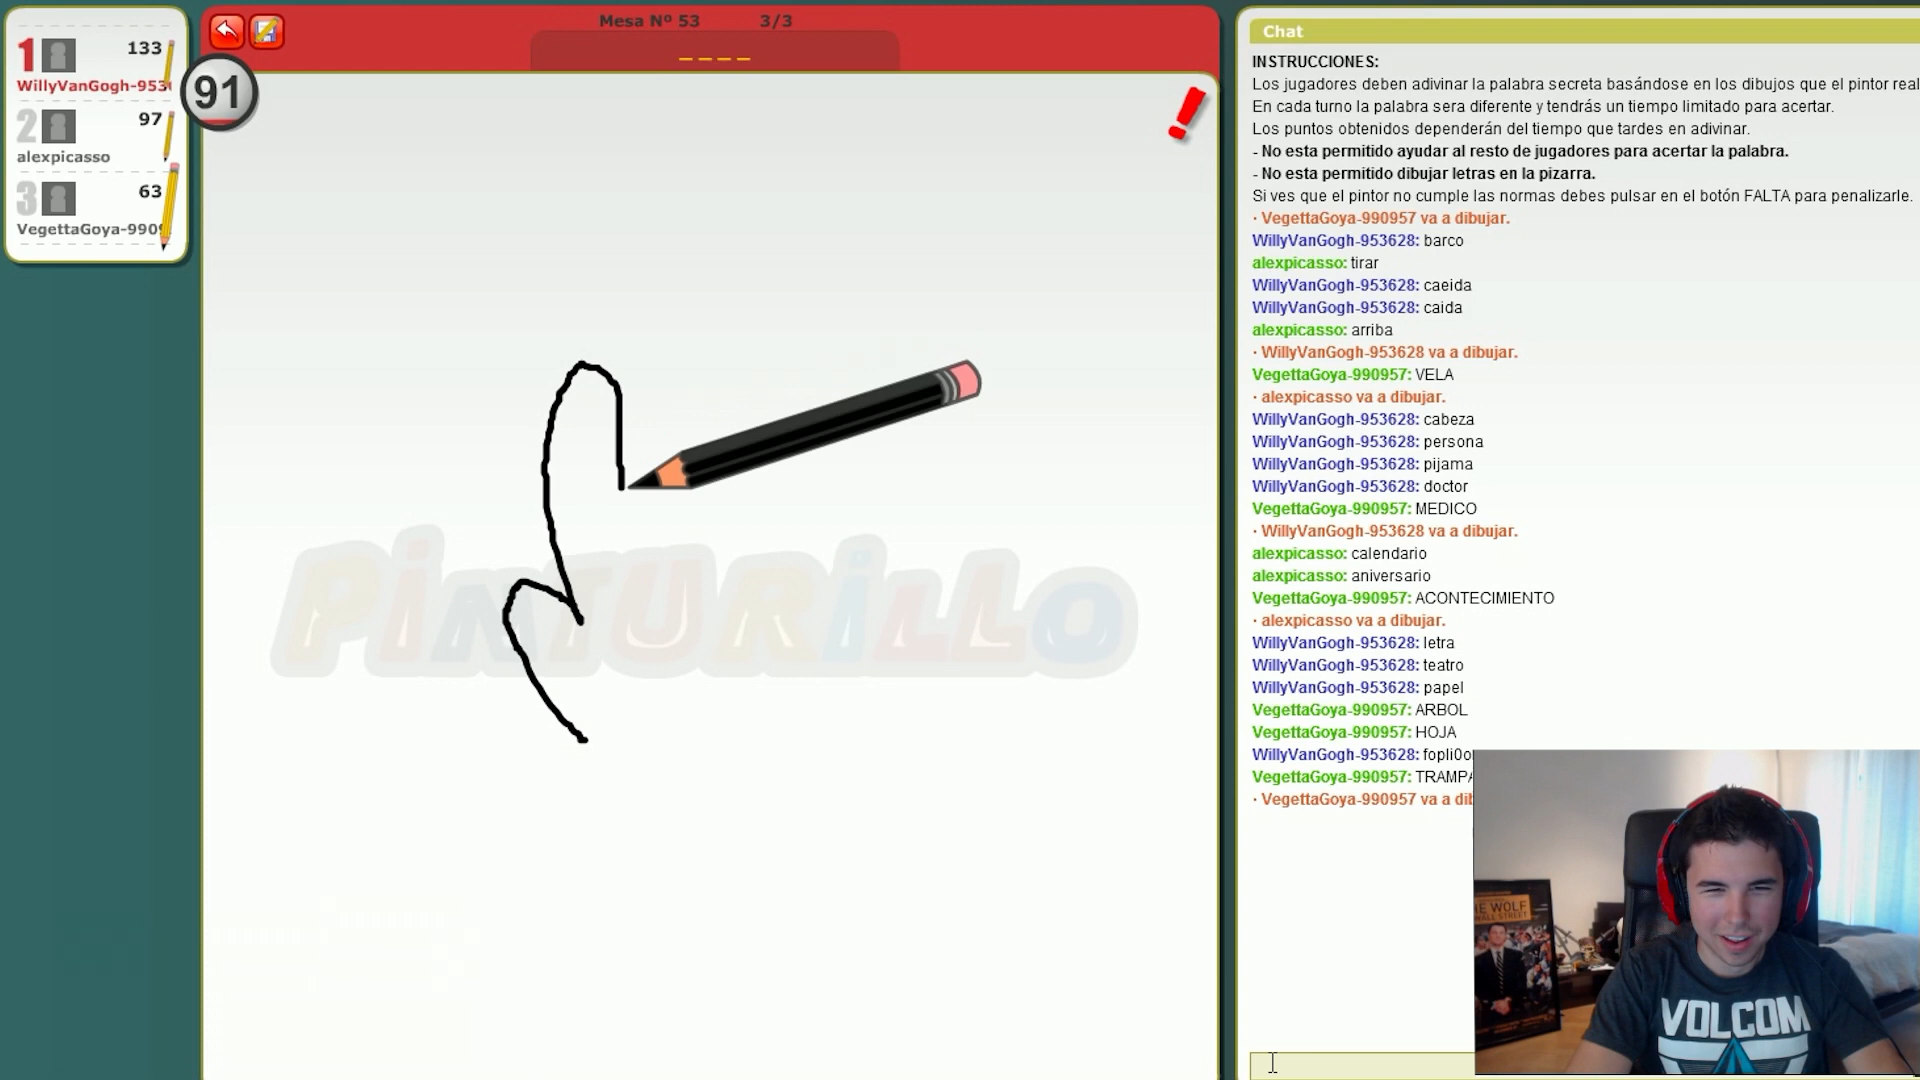 1 133
WillyVanGogh-953
2 97
alexpicasso
3 63
VegettaGoya-990
91
Mesa Nº 53 3/3
_ _ _ _
PINTURILLO
Chat
INSTRUCCIONES:
Los jugadores deben adivinar la palabra secreta basándose en los dibujos que el pintor real
En cada turno la palabra sera diferente y tendrás un tiempo limitado para acertar.
Los puntos obtenidos dependerán del tiempo que tardes en adivinar.
- No esta permitido ayudar al resto de jugadores para acertar la palabra.
- No esta permitido dibujar letras en la pizarra.
Si ves que el pintor no cumple las normas debes pulsar en el botón FALTA para penalizarle.
· VegettaGoya-990957 va a dibujar.
WillyVanGogh-953628: barco
alexpicasso: tirar
WillyVanGogh-953628: caeida
WillyVanGogh-953628: caida
alexpicasso: arriba
· WillyVanGogh-953628 va a dibujar.
VegettaGoya-990957: VELA
· alexpicasso va a dibujar.
WillyVanGogh-953628: cabeza
WillyVanGogh-953628: persona
WillyVanGogh-953628: pijama
WillyVanGogh-953628: doctor
VegettaGoya-990957: MEDICO
· WillyVanGogh-953628 va a dibujar.
alexpicasso: calendario
alexpicasso: aniversario
VegettaGoya-990957: ACONTECIMIENTO
· alexpicasso va a dibujar.
WillyVanGogh-953628: letra
WillyVanGogh-953628: teatro
WillyVanGogh-953628: papel
VegettaGoya-990957: ARBOL
VegettaGoya-990957: HOJA
WillyVanGogh-953628: fopli0o
VegettaGoya-990957: TRAMPA
· VegettaGoya-990957 va a dib
THE WOLF
WALL STREET
VOLCOM